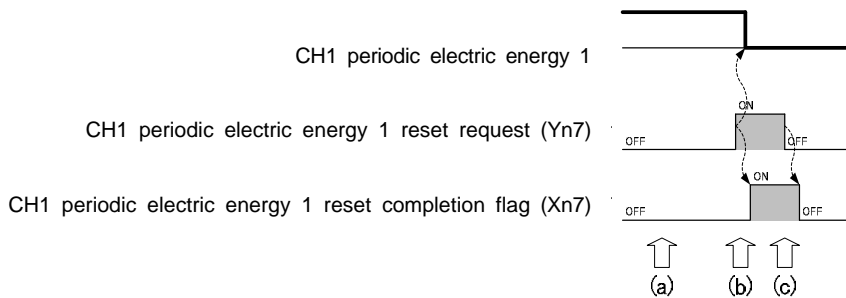 CH1 periodic electric energy 1
ON
CH1 periodic electric energy 1 reset request (Yn7)
OFF
OFF
ON
CH1 periodic electric energy 1 reset completion flag (Xn7)
OFF
OFF
(a) (b) (c)